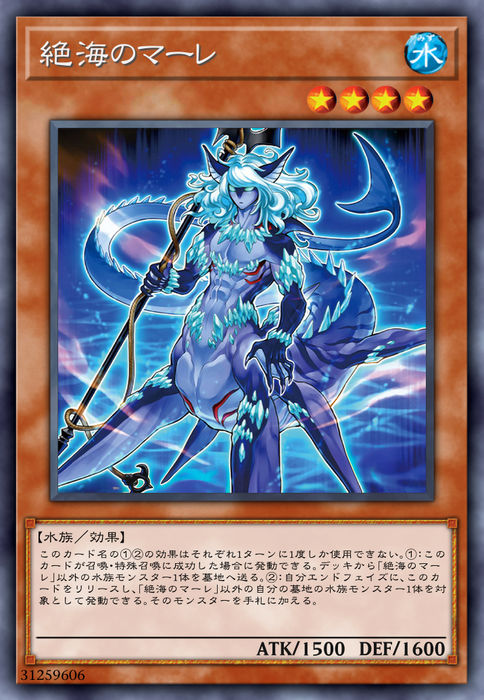 絶海のマーレ
水
【水族／効果】
このカード名の①②の効果はそれぞれ1ターンに1度しか使用できない。①:この
カードが召喚・特殊召喚に成功した場合に発動できる。デッキから「絶海のマー
レ」以外の水族モンスター1体を墓地へ送る。②:自分エンドフェイズに、このカ
ードをリリースし、「絶海のマーレ」以外の自分の墓地の水族モンスター1体を対
象として発動できる。そのモンスターを手札に加える。
ATK/1500 DEF/1600
31259606